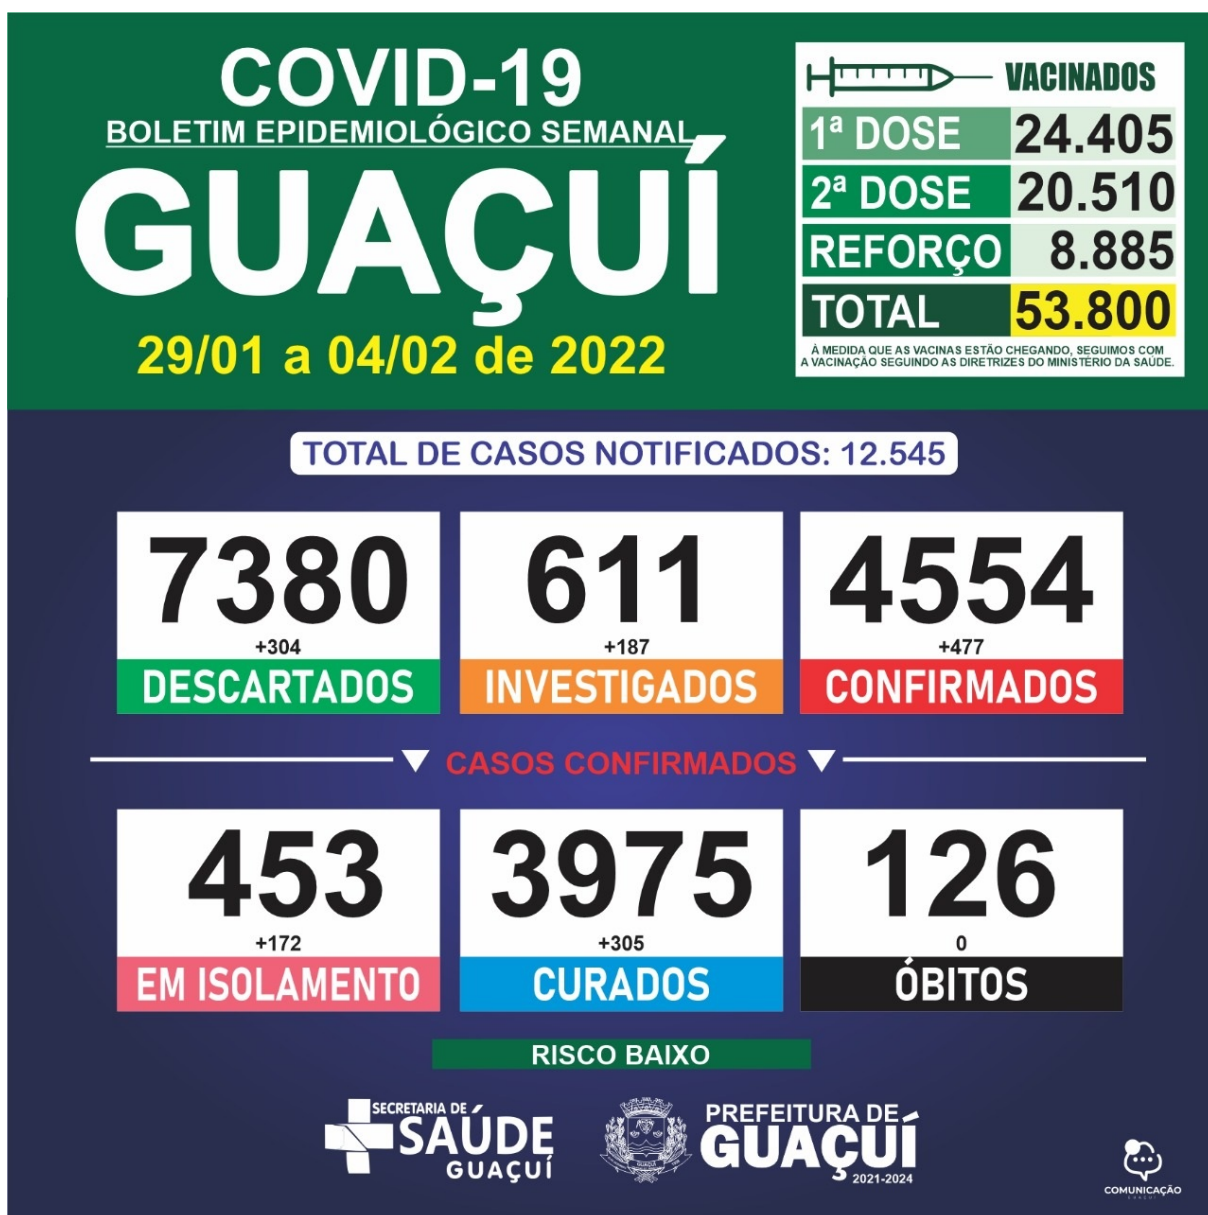 COVID-19
BOLETIM EPIDEMIOLÓGICO SEMANAL
GUAÇUÍ
29/01 a 04/02 de 2022
VACINADOS
1ª DOSE 24.405
2ª DOSE 20.510
REFORÇO 8.885
TOTAL 53.800
À MEDIDA QUE AS VACINAS ESTÃO CHEGANDO, SEGUIMOS COM
A VACINAÇÃO SEGUINDO AS DIRETRIZES DO MINISTÉRIO DA SAÚDE.
TOTAL DE CASOS NOTIFICADOS: 12.545
7380
+304
DESCARTADOS
611
+187
INVESTIGADOS
4554
+477
CONFIRMADOS
CASOS CONFIRMADOS
453
+172
EM ISOLAMENTO
3975
+305
CURADOS
126
0
ÓBITOS
RISCO BAIXO
SECRETARIA DE
SAÚDE
GUAÇUÍ
PREFEITURA DE
GUAÇUÍ
2021-2024
COMUNICAÇÃO